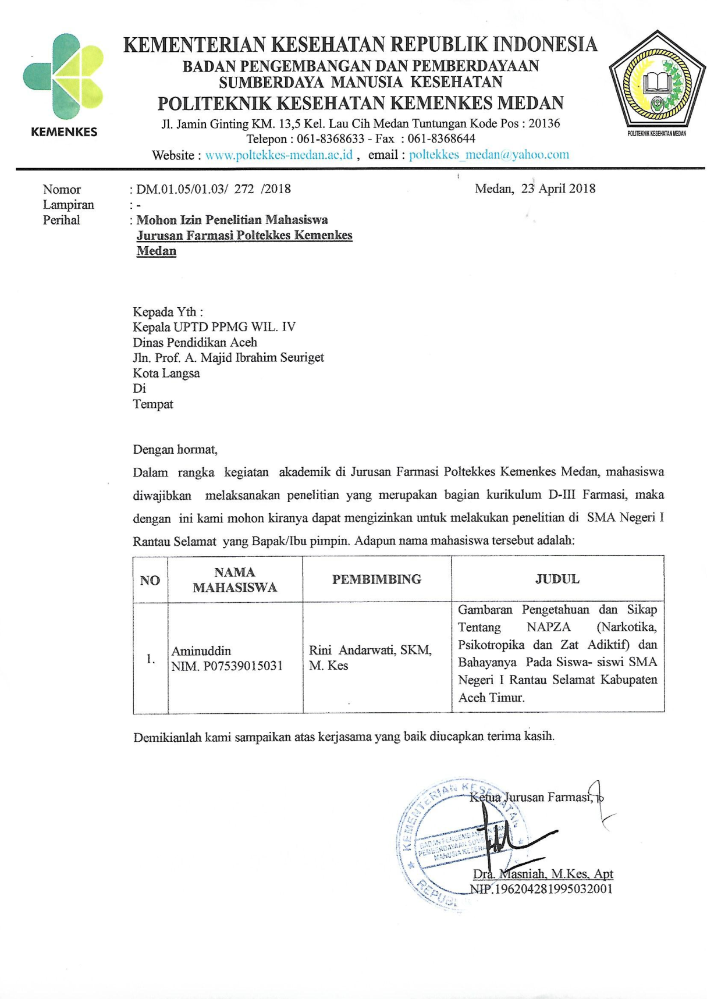 KEMENTERIAN KESEHATAN REPUBLIK INDONESIA
BADAN PENGEMBANGAN DAN PEMBERDAYAAN
SUMBERDAYA MANUSIA KESEHATAN
POLITEKNIK KESEHATAN KEMENKES MEDAN
Jl. Jamin Ginting KM. 13,5 Kel. Lau Cih Medan Tuntungan Kode Pos : 20136
Telepon : 061-8368633 - Fax : 061-8368644
Website : www.poltekkes-medan.ac.id , email : poltekkes_medan@yahoo.com
KEMENKES
POLITEKNIK KESEHATAN MEDAN
Nomor : DM.01.05/01.03/ 272 /2018 Medan, 23 April 2018
Lampiran : -
Perihal : Mohon Izin Penelitian Mahasiswa
Jurusan Farmasi Poltekkes Kemenkes
Medan
Kepada Yth :
Kepala UPTD PPMG WIL. IV
Dinas Pendidikan Aceh
Jln. Prof. A. Majid Ibrahim Seuriget
Kota Langsa
Di
Tempat
Dengan hormat,
Dalam rangka kegiatan akademik di Jurusan Farmasi Poltekkes Kemenkes Medan, mahasiswa
diwajibkan melaksanakan penelitian yang merupakan bagian kurikulum D-III Farmasi, maka
dengan ini kami mohon kiranya dapat mengizinkan untuk melakukan penelitian di SMA Negeri I
Rantau Selamat yang Bapak/Ibu pimpin. Adapun nama mahasiswa tersebut adalah:
NO
NAMA
MAHASISWA
PEMBIMBING
JUDUL
1.
Aminuddin
NIM. P07539015031
Rini Andarwati, SKM,
M. Kes
Gambaran Pengetahuan dan Sikap
Tentang NAPZA (Narkotika,
Psikotropika dan Zat Adiktif) dan
Bahayanya Pada Siswa- siswi SMA
Negeri I Rantau Selamat Kabupaten
Aceh Timur.
Demikianlah kami sampaikan atas kerjasama yang baik diucapkan terima kasih.
Ketua Jurusan Farmasi,
KEMENTERIAN KESEHATAN
BADAN PENGEMBANGAN DAN
PEMBERDAYAAN
MANUSIA
Dra. Masniah, M.Kes, Apt
NIP.196204281995032001